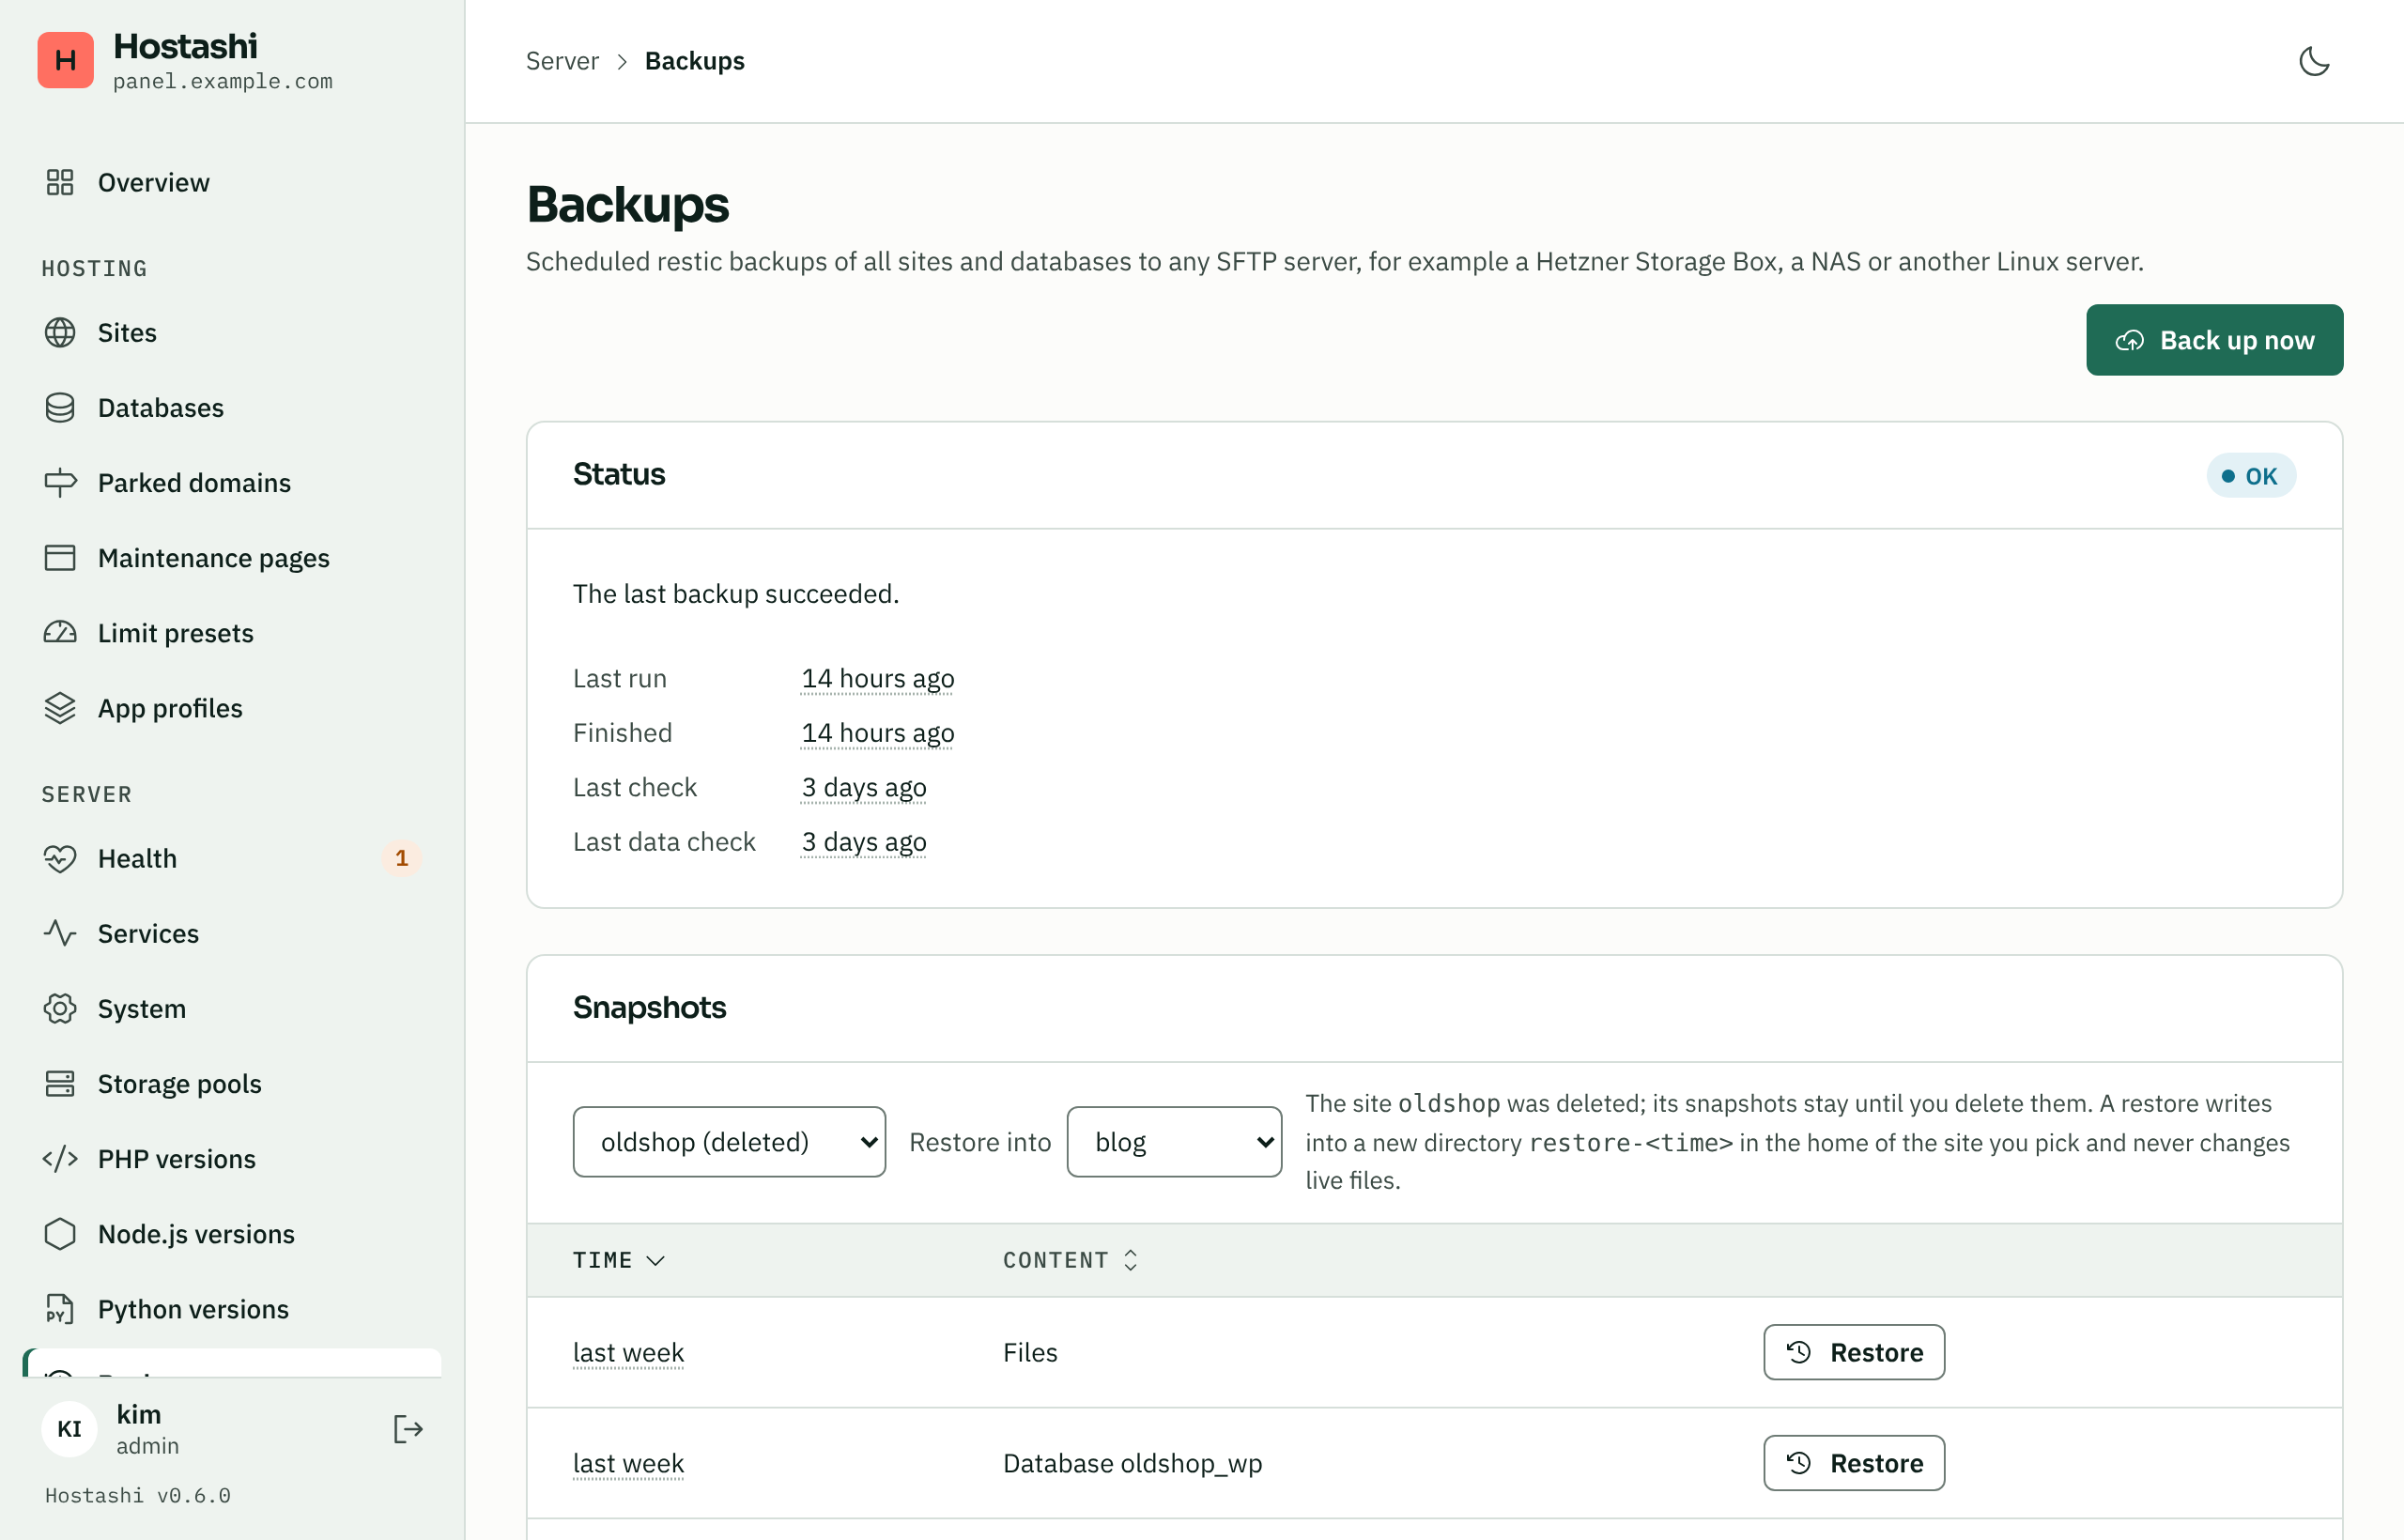 H
Hostashi
panel.example.com
Overview
HOSTING
Sites
Databases
Parked domains
Maintenance pages
Limit presets
App profiles
SERVER
Health 1
Services
System
Storage pools
PHP versions
Node.js versions
PY Python versions
KI
kim
admin
Hostashi v0.6.0
Server > Backups
Backups
Scheduled restic backups of all sites and databases to any SFTP server, for example a Hetzner Storage Box, a NAS or another Linux server.
Back up now
Status OK
The last backup succeeded.
Last run 14 hours ago
Finished 14 hours ago
Last check 3 days ago
Last data check 3 days ago
Snapshots
oldshop (deleted) Restore into blog
The site oldshop was deleted; its snapshots stay until you delete them. A restore writes
into a new directory restore-<time> in the home of the site you pick and never changes
live files.
TIME CONTENT
last week Files Restore
last week Database oldshop_wp Restore